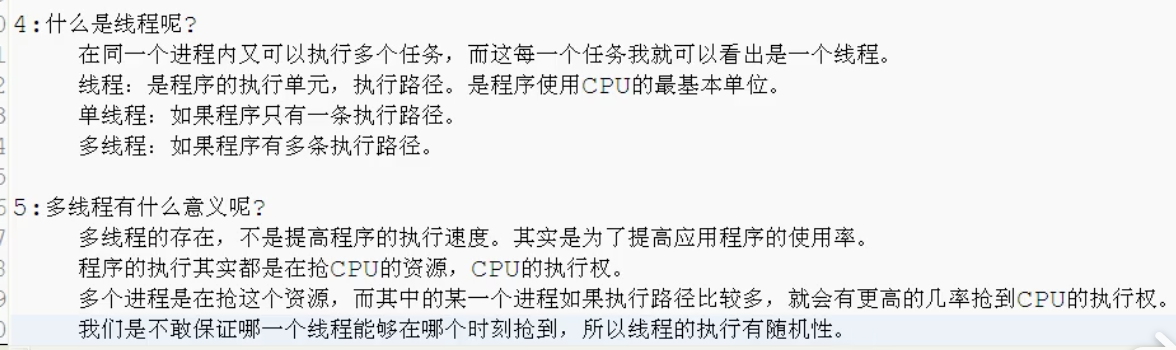 4:什么是线程呢?
在同一个进程内又可以执行多个任务，而这每一个任务我就可以看出是一个线程。
线程：是程序的执行单元，执行路径。是程序使用CPU的最基本单位。
单线程：如果程序只有一条执行路径。
多线程：如果程序有多条执行路径。
5:多线程有什么意义呢?
多线程的存在，不是提高程序的执行速度。其实是为了提高应用程序的使用率。
程序的执行其实都是在抢CPU的资源，CPU的执行权。
多个进程是在抢这个资源，而其中的某一个进程如果执行路径比较多，就会有更高的几率抢到CPU的执行权。
我们是不敢保证哪一个线程能够在哪个时刻抢到，所以线程的执行有随机性。